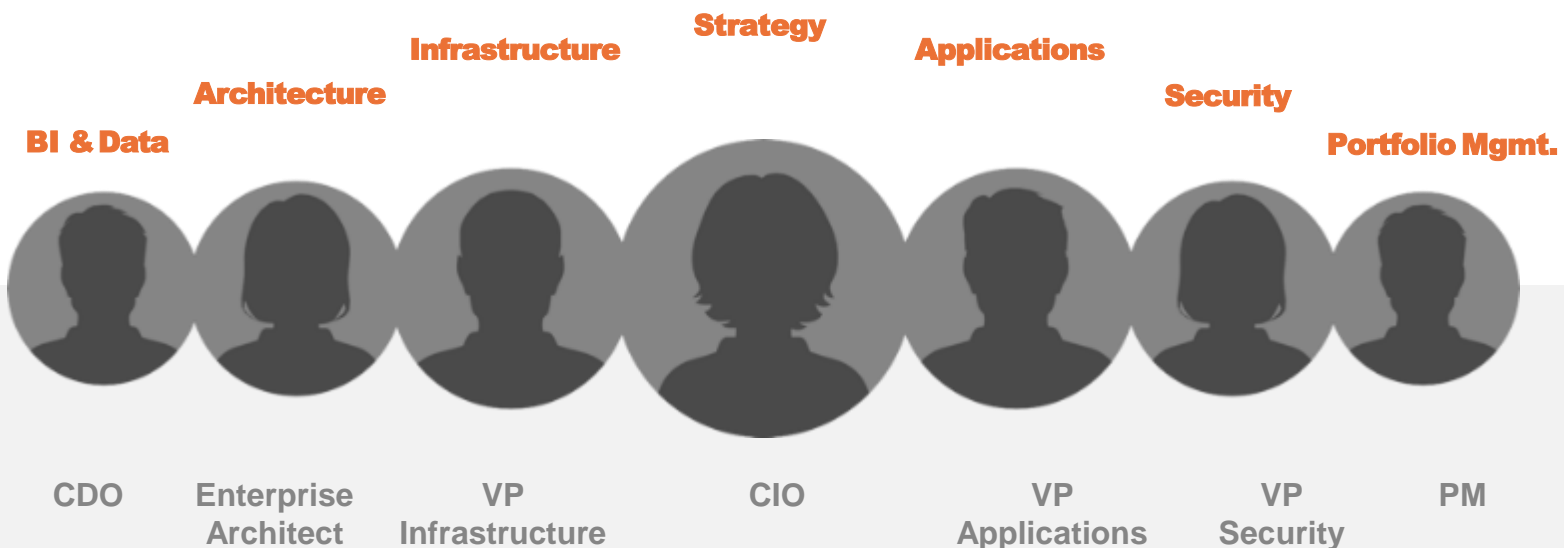 Strategy
Infrastructure
Applications
Architecture
Security
BI & Data
Portfolio Mgmt.
CDO
Enterprise
Architect
VP
Infrastructure
CIO
VP
Applications
VP
Security
PM